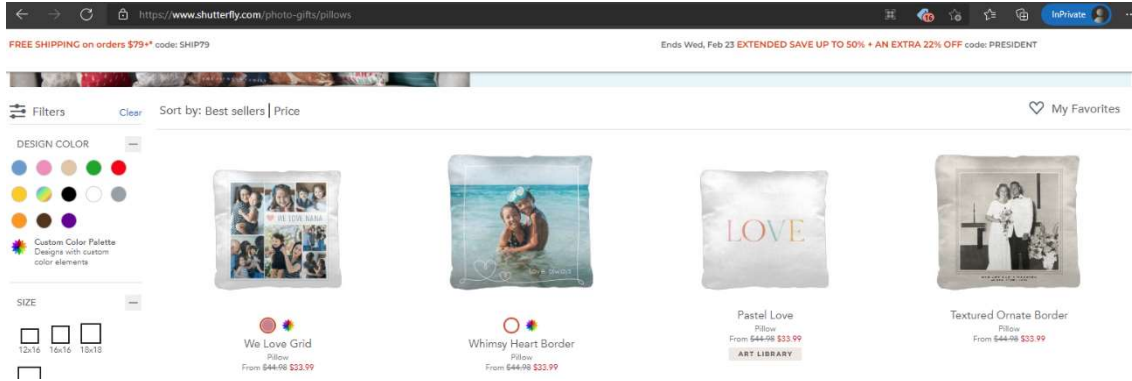 https://www.shutterfly.com/photo-gifts/pillows
16
InPrivate
FREE SHIPPING on orders $79+* code: SHIP79
Ends Wed, Feb 23 EXTENDED SAVE UP TO 50% + AN EXTRA 22% OFF code: PRESIDENT
Filters
Clear
Sort by: Best sellers | Price
My Favorites
DESIGN COLOR
Custom Color Palette
Designs with custom
color elements
SIZE
12x16 16x16 18x18
WE LOVE NANA
We Love Grid
Pillow
From $44.98 $33.99
Whimsy Heart Border
Pillow
From $44.98 $33.99
LOVE
Pastel Love
Pillow
From $44.98 $33.99
ART LIBRARY
Textured Ornate Border
Pillow
From $44.98 $33.99